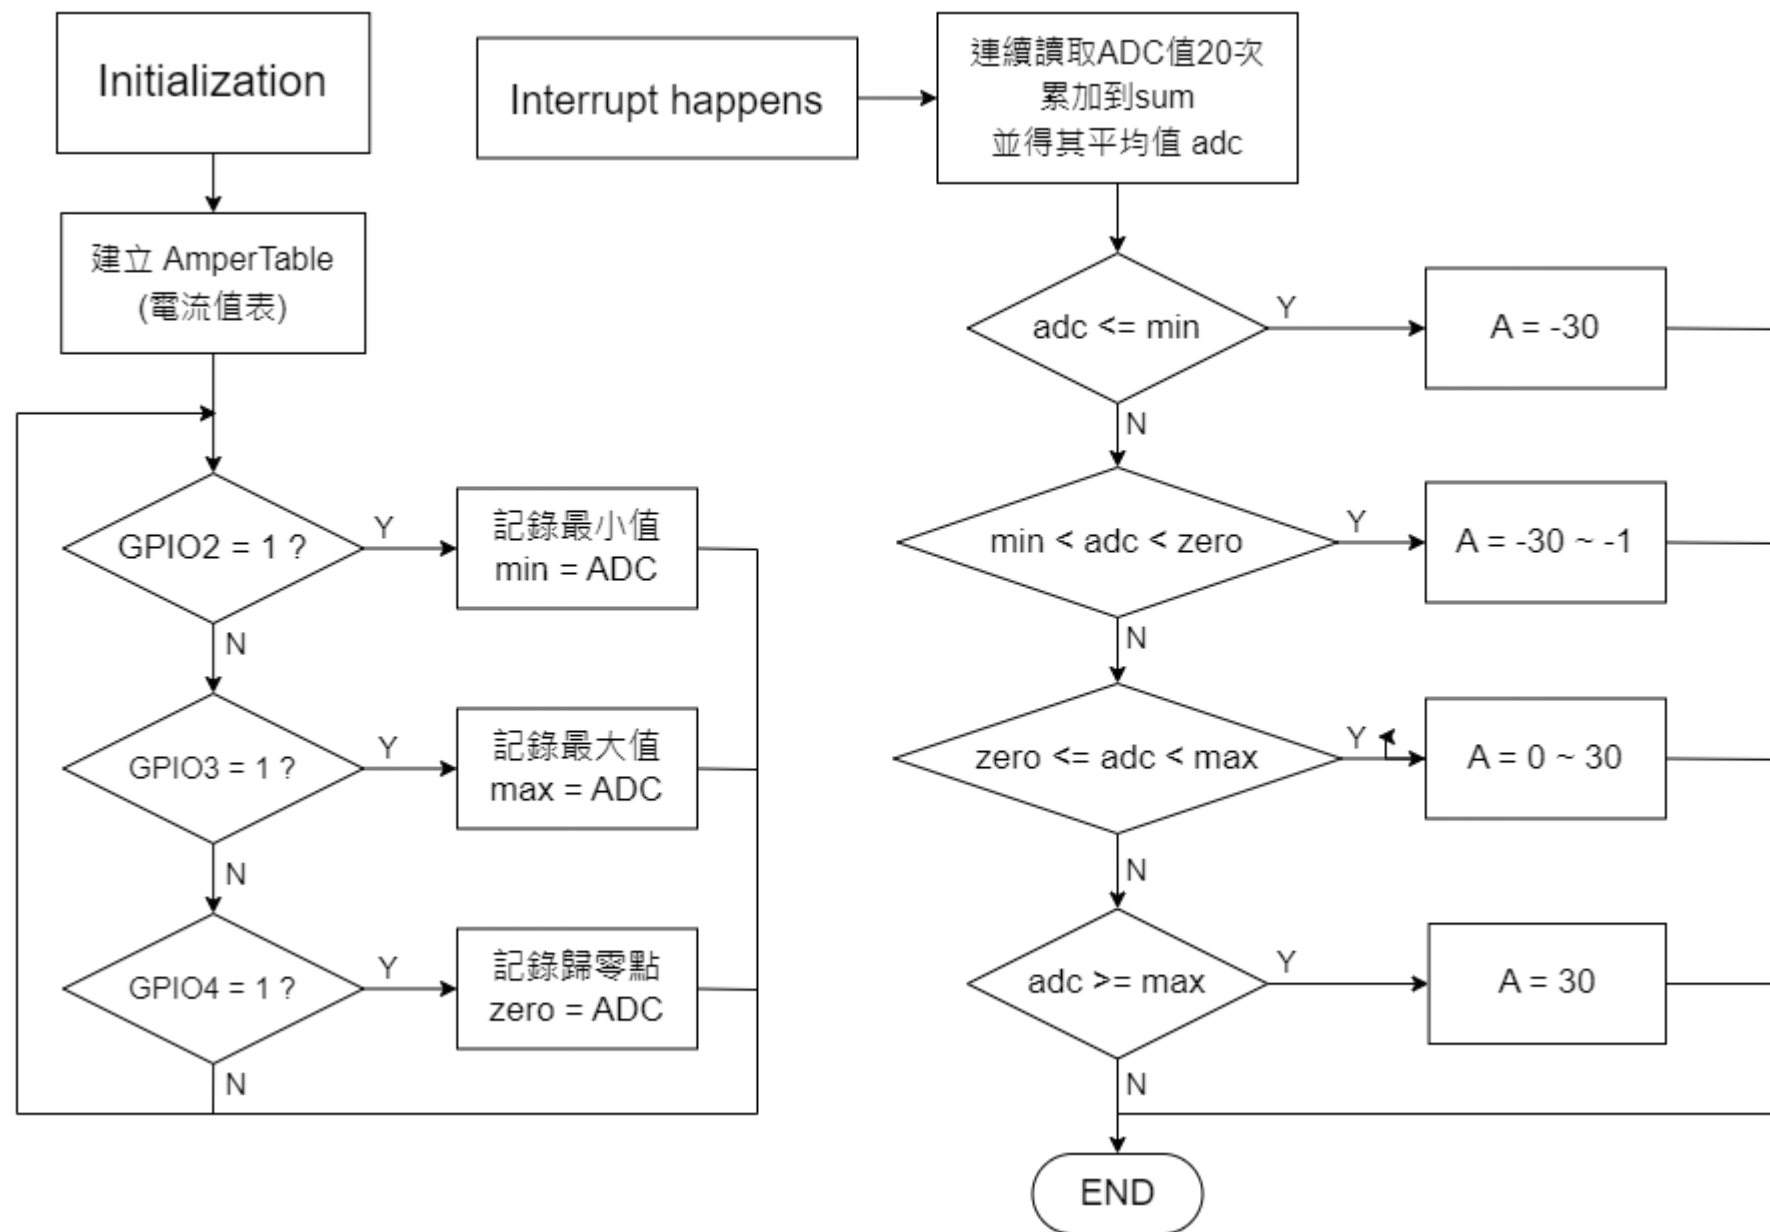 Initialization
建立 AmperTable
(電流值表)
GPIO2 = 1 ?
Y
記錄最小值
min = ADC
N
GPIO3 = 1 ?
Y
記錄最大值
max = ADC
N
GPIO4 = 1 ?
Y
記錄歸零點
zero = ADC
N
Interrupt happens
連續讀取ADC值20次
累加到sum
並得其平均值 adc
adc <= min
Y
A = -30
N
min < adc < zero
Y
A = -30 ~ -1
N
zero <= adc < max
Y
A = 0 ~ 30
N
adc >= max
Y
A = 30
N
END